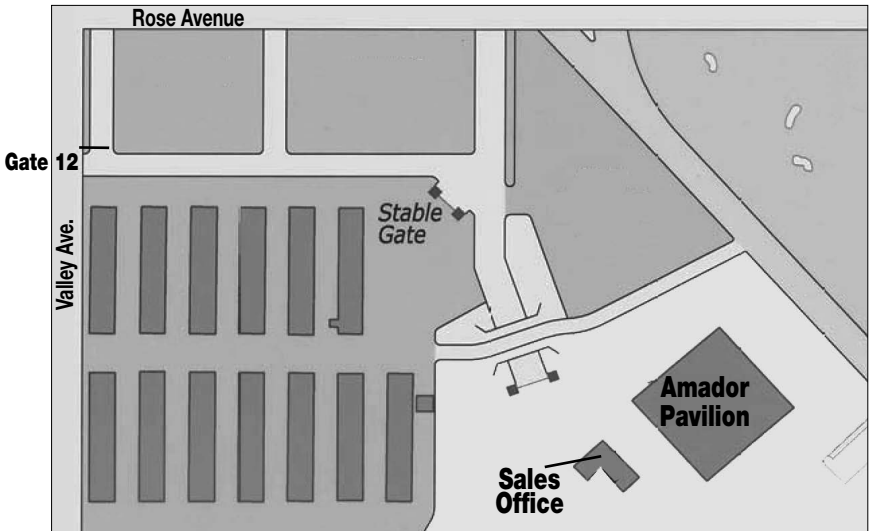 Rose Avenue
Gate 12
Valley Ave.
Stable
Gate
Amador
Pavilion
Sales
Office